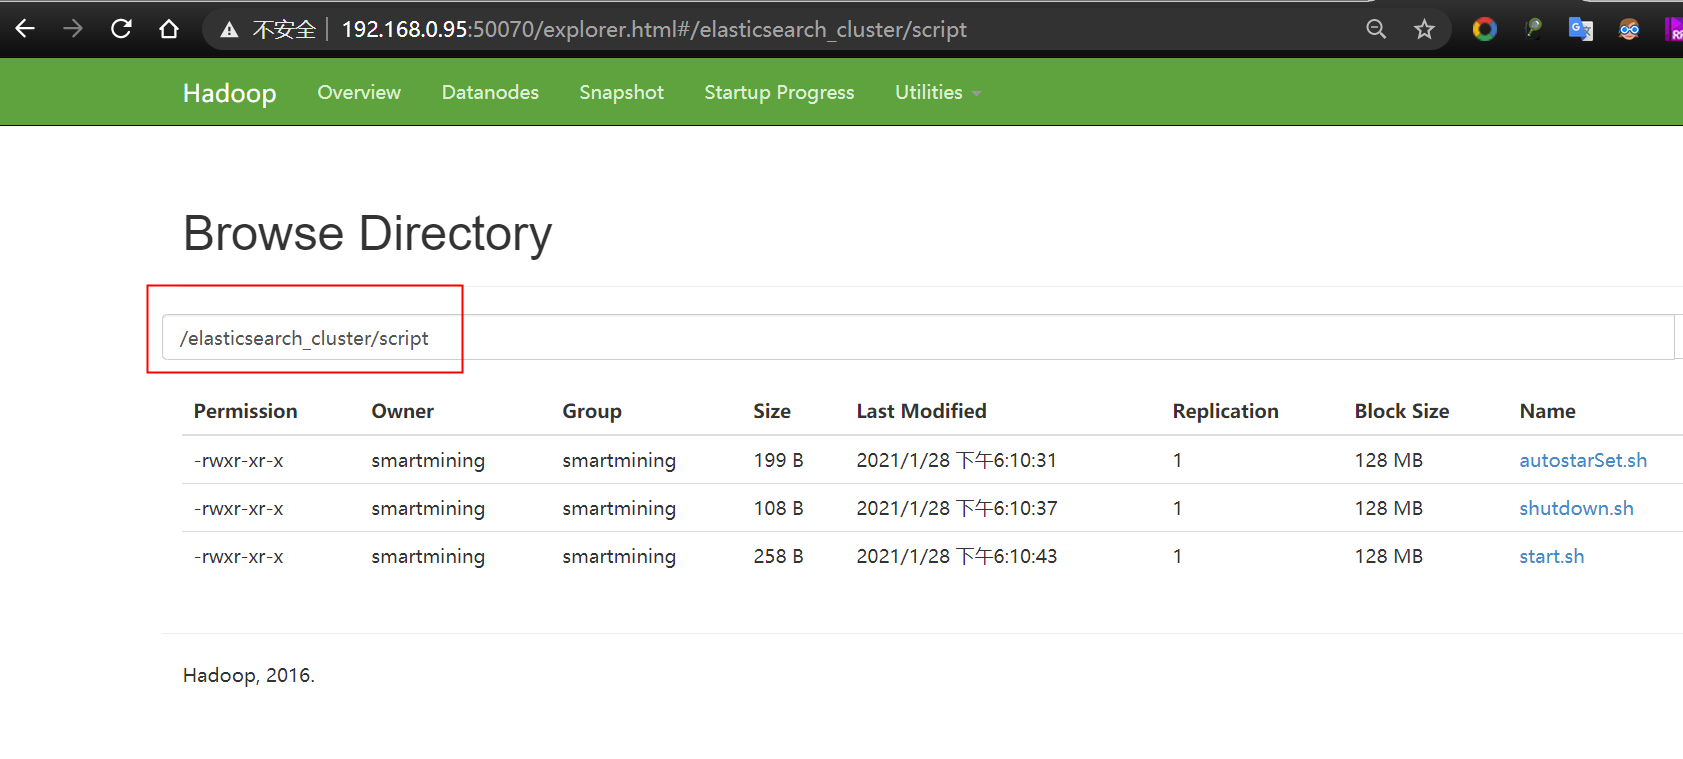 不安全 192.168.0.95:50070/explorer.html#/elasticsearch_cluster/script
Hadoop Overview Datanodes Snapshot Startup Progress Utilities
Browse Directory
/elasticsearch_cluster/script
Permission Owner Group Size Last Modified Replication Block Size Name
-rwxr-xr-x smartmining smartmining 199 B 2021/1/28 下午6:10:31 1 128 MB autostarSet.sh
-rwxr-xr-x smartmining smartmining 108 B 2021/1/28 下午6:10:37 1 128 MB shutdown.sh
-rwxr-xr-x smartmining smartmining 258 B 2021/1/28 下午6:10:43 1 128 MB start.sh
Hadoop, 2016.